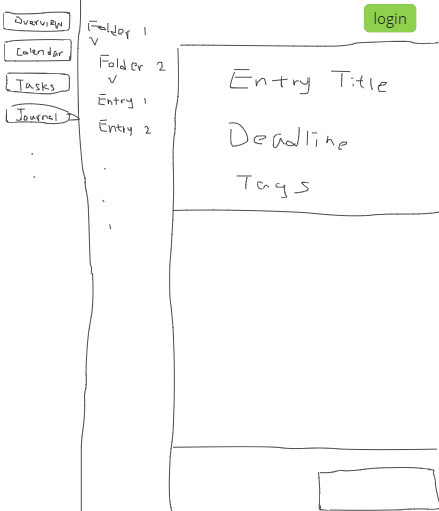 Overview
Calendar
Tasks
Journal
Folder 1
Folder 2
Entry 1
Entry 2
login
Entry Title
Deadline
Tags